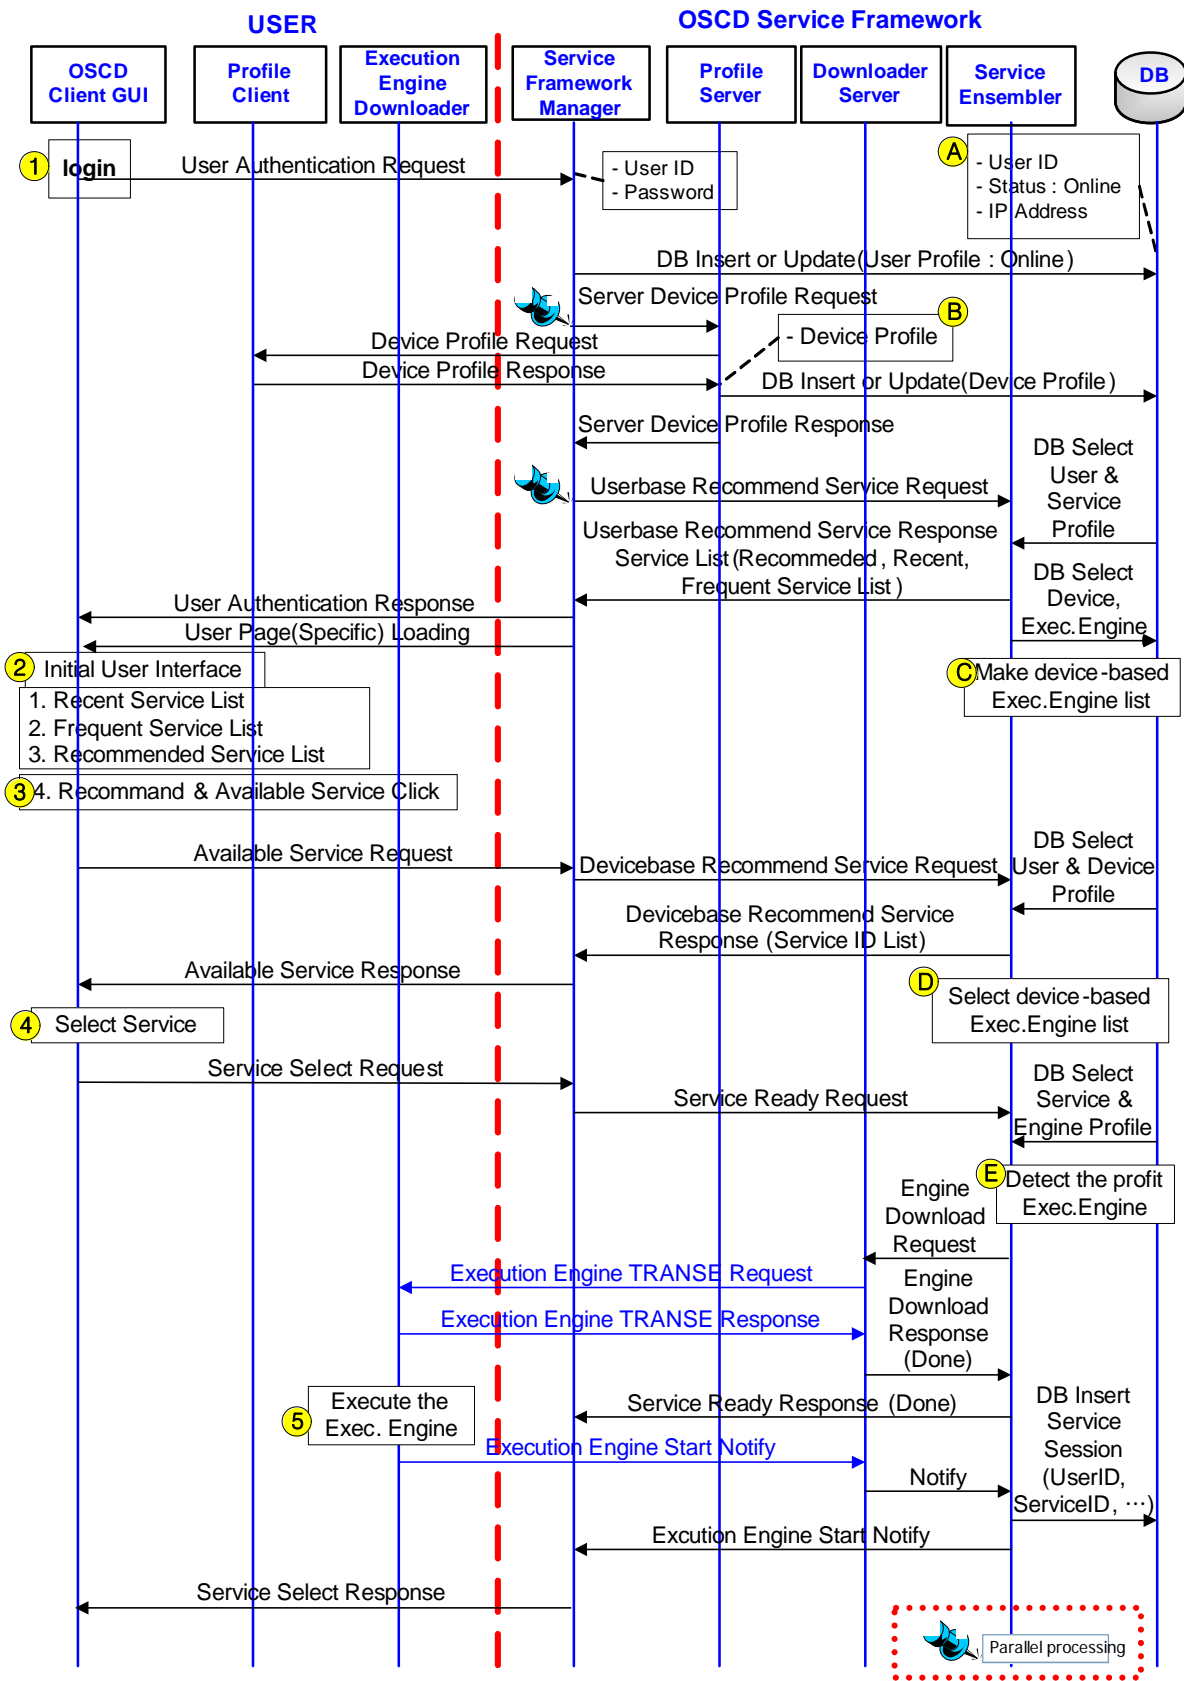 USER
OSCD Service Framework
OSCD
Client GUI
Profile
Client
Execution
Engine
Downloader
Service
Framework
Manager
Profile
Server
Downloader
Server
Service
Ensembler
DB
1
login
User Authentication Request
- User ID
- Password
A
- User ID
- Status : Online
- IP Address
DB Insert or Update(User Profile : Online)
Server Device Profile Request
B
- Device Profile
Device Profile Request
Device Profile Response
DB Insert or Update(Device Profile)
Server Device Profile Response
DB Select
User &
Service
Profile
Userbase Recommend Service Request
Userbase Recommend Service Response
Service List(Recommeded, Recent,
Frequent Service List)
DB Select
Device,
Exec.Engine
User Authentication Response
User Page(Specific) Loading
2
Initial User Interface
1. Recent Service List
2. Frequent Service List
3. Recommended Service List
C
Make device-based
Exec.Engine list
3
4. Recommand & Available Service Click
Available Service Request
Devicebase Recommend Service Request
DB Select
User & Device
Profile
Devicebase Recommend Service
Response (Service ID List)
Available Service Response
D
Select device-based
Exec.Engine list
4
Select Service
Service Select Request
Service Ready Request
DB Select
Service &
Engine Profile
E
Detect the profit
Exec.Engine
Engine
Download
Request
Execution Engine TRANSE Request
Engine
Download
Response
(Done)
Execution Engine TRANSE Response
5
Execute the
Exec. Engine
Service Ready Response (Done)
DB Insert
Service
Session
(UserID,
ServiceID, ⋯)
Execution Engine Start Notify
Notify
Excution Engine Start Notify
Service Select Response
Parallel processing